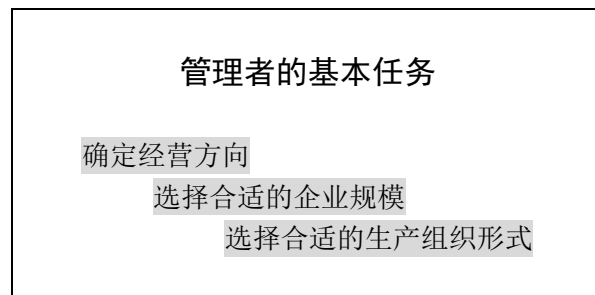 管理者的基本任务
确定经营方向
选择合适的企业规模
选择合适的生产组织形式